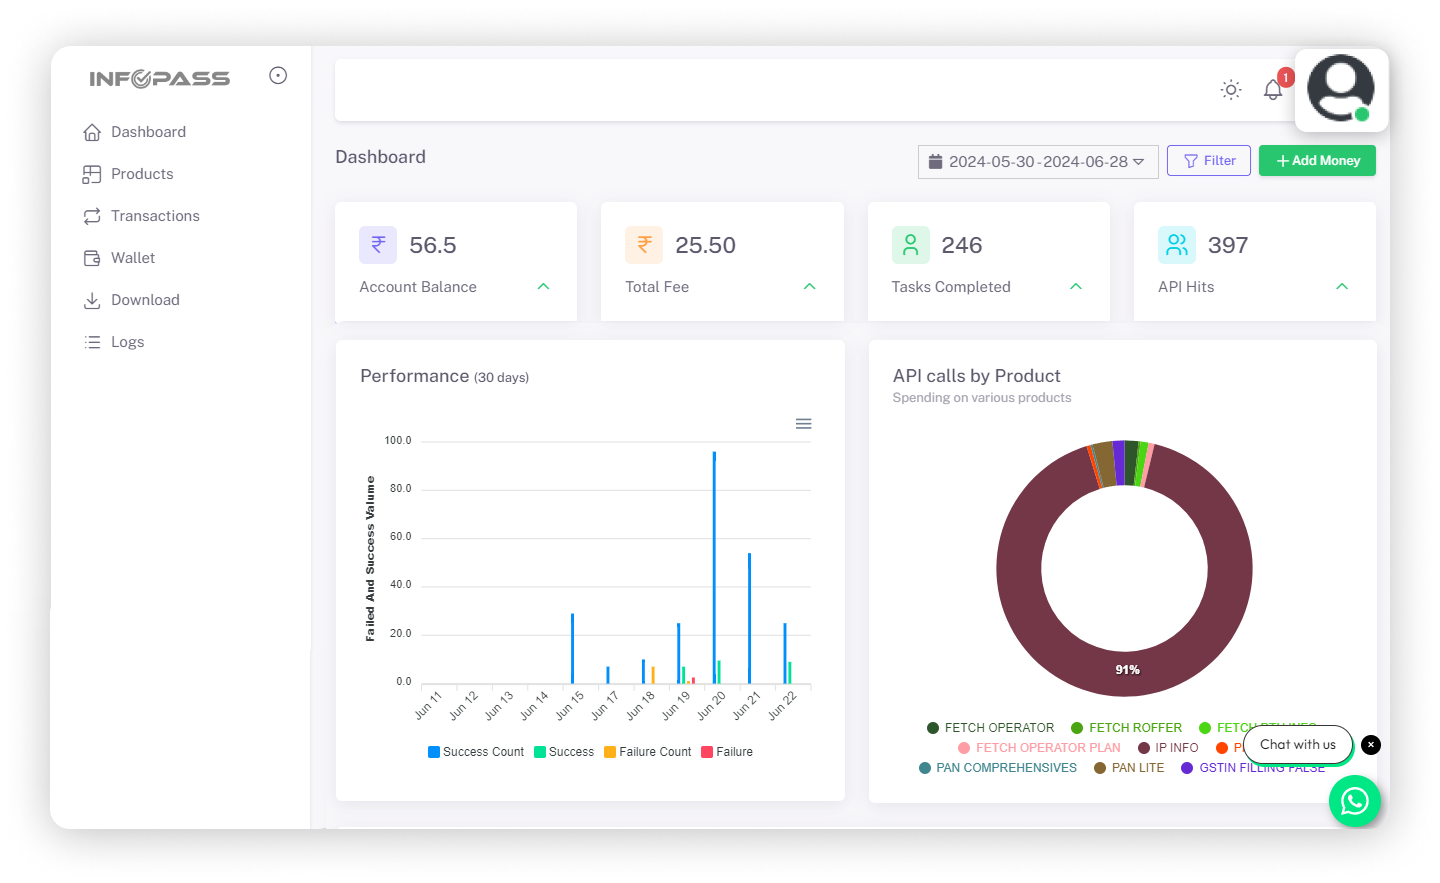 INFOPASS
1
Dashboard
Products
Transactions
Wallet
Download
Logs
Dashboard
2024-05-30 - 2024-06-28
Filter
Add Money
₹ 56.5
Account Balance
₹ 25.50
Total Fee
246
Tasks Completed
397
API Hits
Performance (30 days)
Failed And Success Valume
100.0
80.0
60.0
40.0
20.0
0.0
Jun 11 Jun 12 Jun 13 Jun 14 Jun 15 Jun 17 Jun 18 Jun 19 Jun 20 Jun 21 Jun 22
Success Count Success Failure Count Failure
API calls by Product
Spending on various products
91%
FETCH OPERATOR FETCH ROFFER FETCH
FETCH OPERATOR PLAN IP INFO
PAN COMPREHENSIVES PAN LITE GSTIN FILLING FALSE
Chat with us